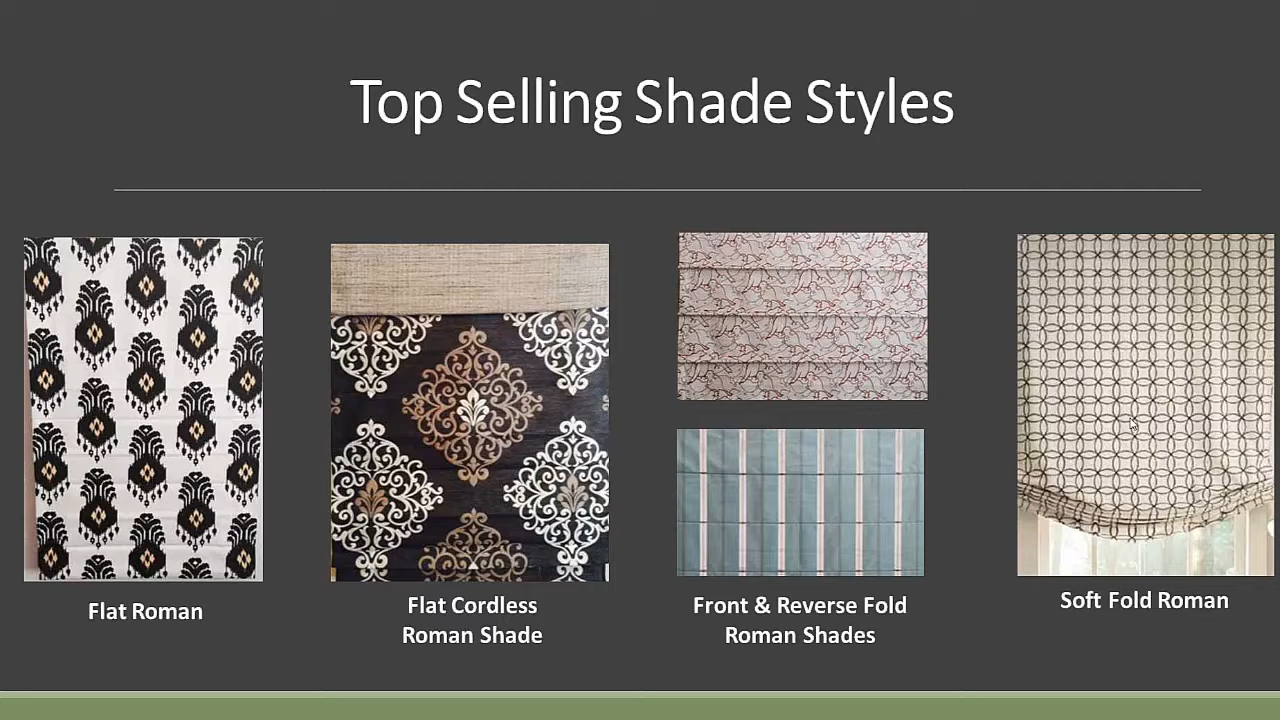 Top Selling Shade Styles
Flat Roman
Flat Cordless
Roman Shade
Front & Reverse Fold
Roman Shades
Soft Fold Roman